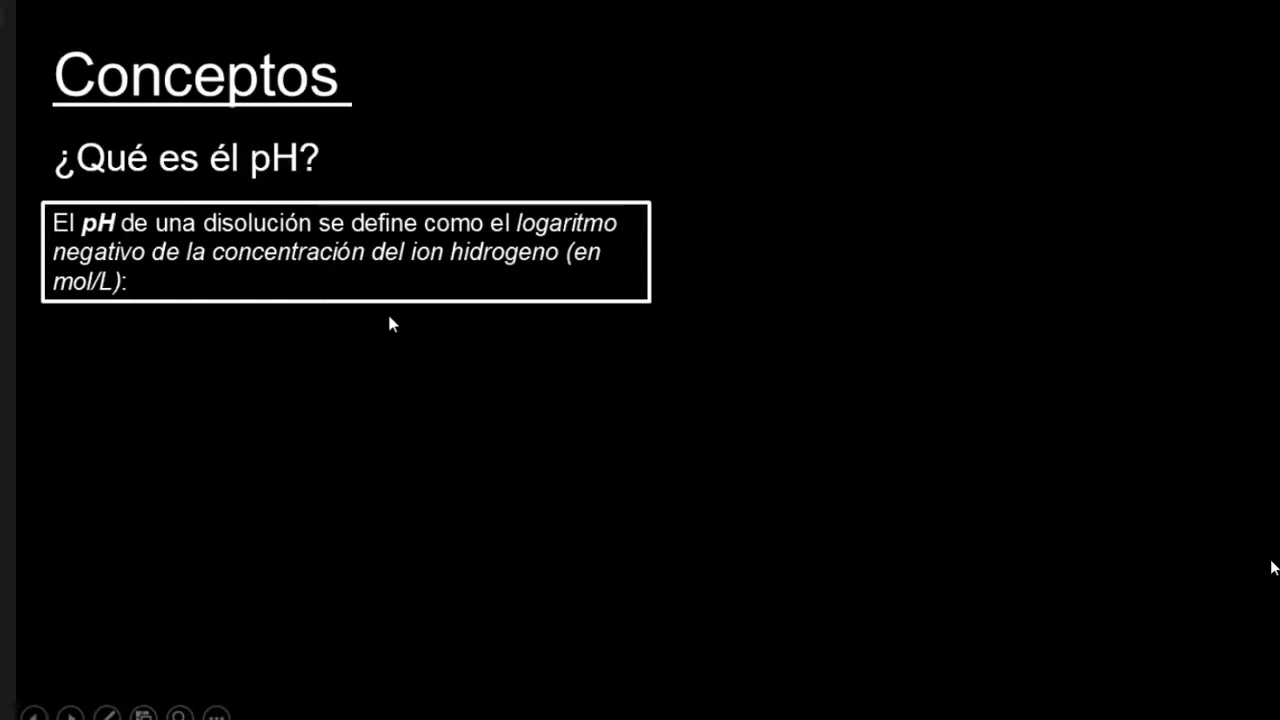 Conceptos
¿Qué es él pH?
El pH de una disolución se define como el logaritmo
negativo de la concentración del ion hidrogeno (en
mol/L):